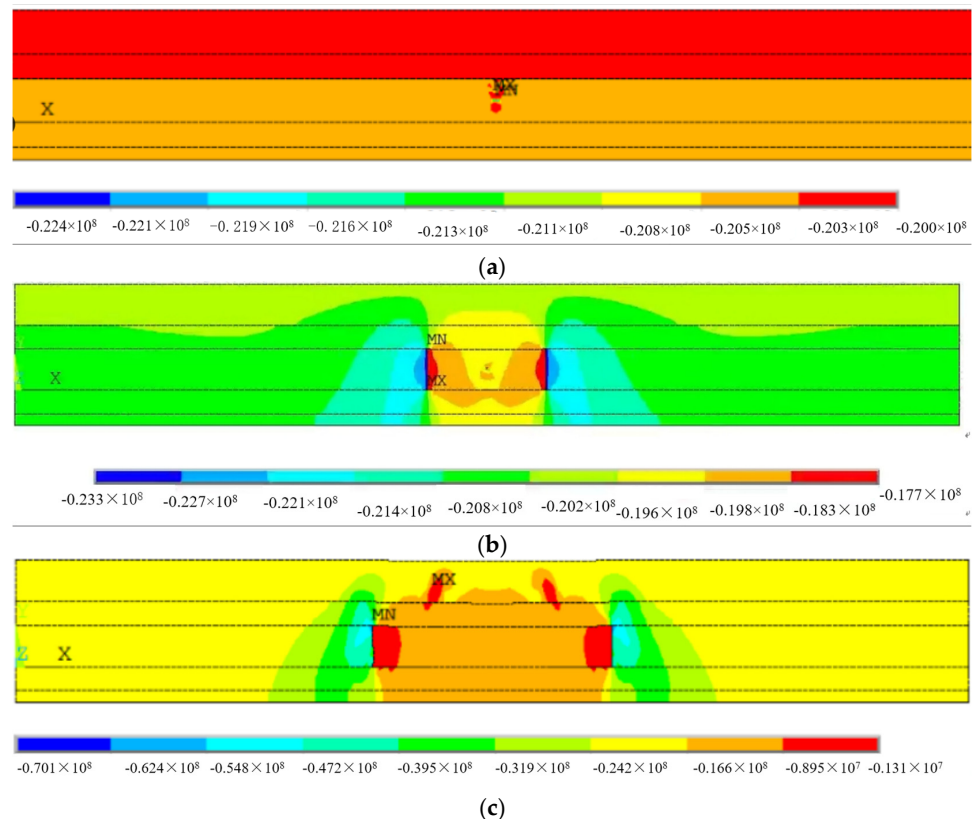 MX
MN
X
-0.224×10⁸ -0.221×10⁸ -0.219×10⁸ -0.216×10⁸ -0.213×10⁸ -0.211×10⁸ -0.208×10⁸ -0.205×10⁸ -0.203×10⁸ -0.200×10⁸
(a)
MN
X
MX
-0.233×10⁸ -0.227×10⁸ -0.221×10⁸ -0.214×10⁸ -0.208×10⁸ -0.202×10⁸ -0.196×10⁸ -0.198×10⁸ -0.183×10⁸ -0.177×10⁸
(b)
MX
MN
Z X
-0.701×10⁸ -0.624×10⁸ -0.548×10⁸ -0.472×10⁸ -0.395×10⁸ -0.319×10⁸ -0.242×10⁸ -0.166×10⁸ -0.895×10⁷ -0.131×10⁷
(c)